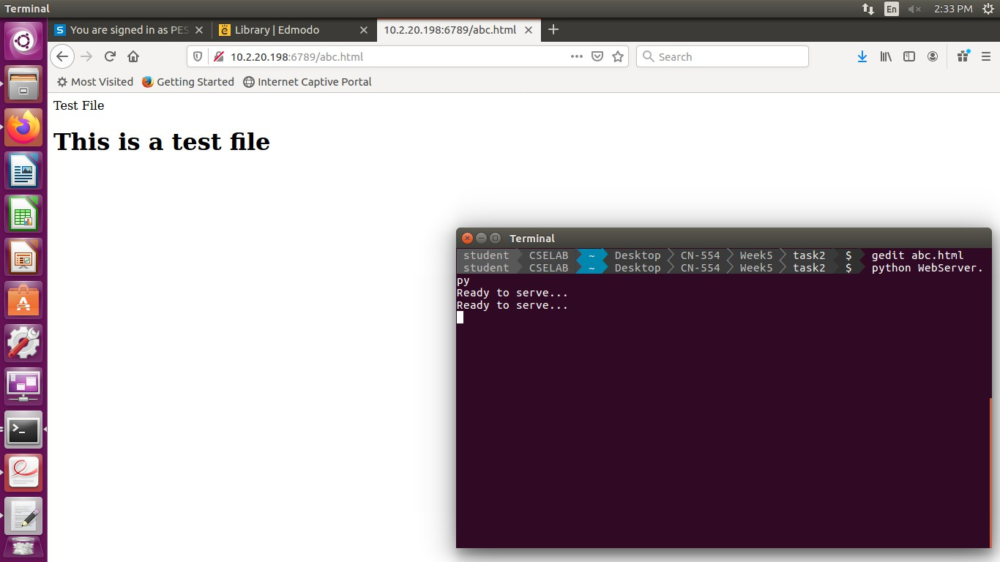 Terminal
En
2:33 PM
You are signed in as PES
Library | Edmodo
10.2.20.198:6789/abc.html
10.2.20.198:6789/abc.html
Search
Most Visited
Getting Started
Internet Captive Portal
Test File
This is a test file
Terminal
student CSELAB ~ Desktop CN-554 Week5 task2 $ gedit abc.html
student CSELAB ~ Desktop CN-554 Week5 task2 $ python WebServer.
py
Ready to serve...
Ready to serve...